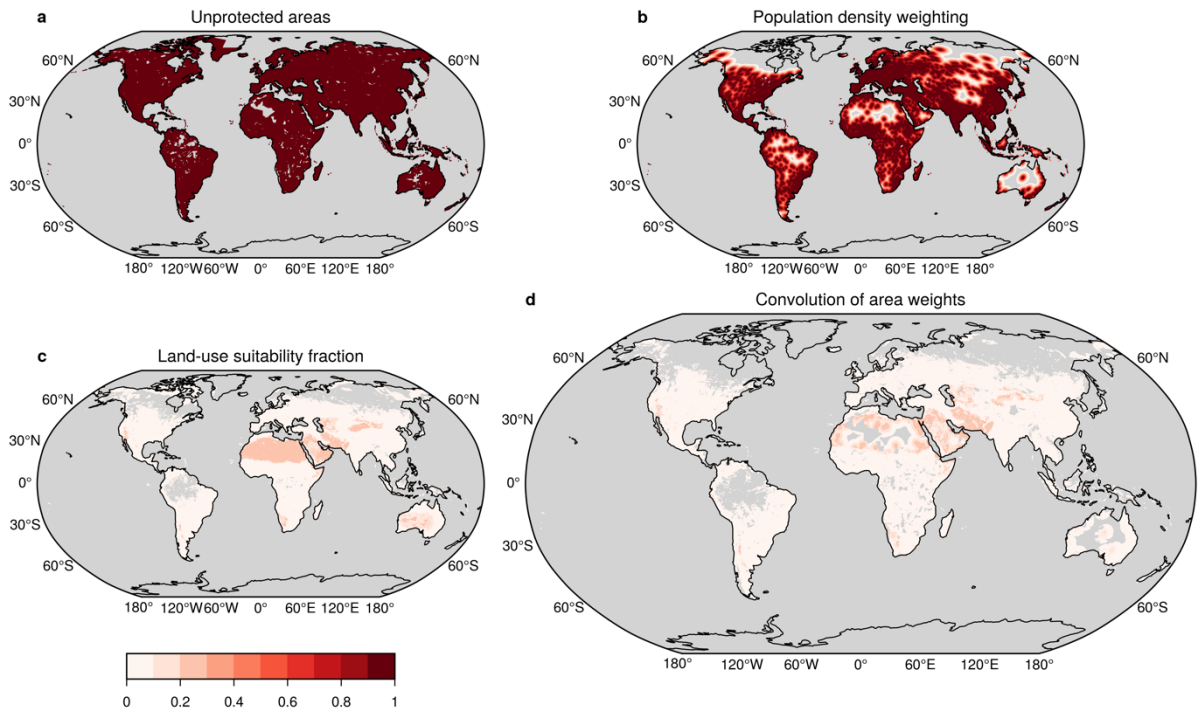 a Unprotected areas
60°N 60°N
30°N
0°
30°S
60°S 60°S
180° 120°W 60°W 0° 60°E 120°E 180°
b Population density weighting
60°N 60°N
30°N
0°
30°S
60°S 60°S
180° 120°W 60°W 0° 60°E 120°E 180°
c Land-use suitability fraction
60°N 60°N
30°N
0°
30°S
60°S 60°S
180° 120°W 60°W 0° 60°E 120°E 180°
0 0.2 0.4 0.6 0.8 1
d Convolution of area weights
60°N 60°N
30°N
0°
30°S
60°S 60°S
180° 120°W 60°W 0° 60°E 120°E 180°